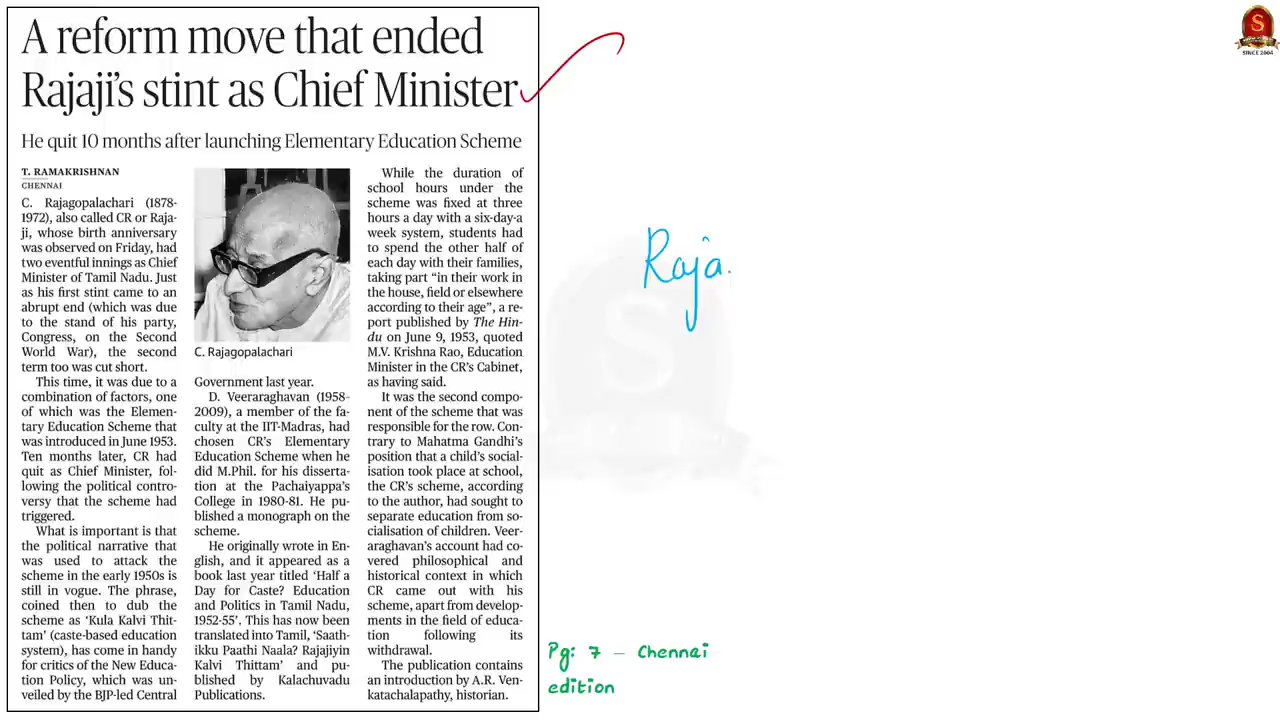 A reform move that ended
Rajaji's stint as Chief Minister
He quit 10 months after launching Elementary Education Scheme
T. RAMAKRISHNAN
CHENNAI
C. Rajagopalachari (1878-
1972), also called CR or Raja-
ji, whose birth anniversary
was observed on Friday, had
two eventful innings as Chief
Minister of Tamil Nadu. Just
as his first stint came to an
abrupt end (which was due
to the stand of his party,
Congress, on the Second
World War), the second
term too was cut short.
This time, it was due to a
combination of factors, one
of which was the Elemen-
tary Education Scheme that
was introduced in June 1953.
Ten months later, CR had
quit as Chief Minister, fol-
lowing the political contro-
versy that the scheme had
triggered.
What is important is that
the political narrative that
was used to attack the
scheme in the early 1950s is
still in vogue. The phrase,
coined then to dub the
scheme as 'Kula Kalvi Thit-
tam' (caste-based education
system), has come in handy
for critics of the New Educa-
tion Policy, which was un-
veiled by the BJP-led Central
C. Rajagopalachari
Government last year.
D. Veeraraghavan (1958-
2009), a member of the fa-
culty at the IIT-Madras, had
chosen CR's Elementary
Education Scheme when he
did M.Phil. for his disserta-
tion at the Pachaiyappa's
College in 1980-81. He pu-
blished a monograph on the
scheme.
He originally wrote in En-
glish, and it appeared as a
book last year titled 'Half a
Day for Caste? Education
and Politics in Tamil Nadu,
1952-55'. This has now been
translated into Tamil, 'Saath-
ikku Paathi Naala? Rajajiyin
Kalvi Thittam' and pu-
blished by Kalachuvadu
Publications.
While the duration of
school hours under the
scheme was fixed at three
hours a day with a six-day-a
week system, students had
to spend the other half of
each day with their families,
taking part "in their work in
the house, field or elsewhere
according to their age", a re-
port published by The Hin-
du on June 9, 1953, quoted
M.V. Krishna Rao, Education
Minister in the CR's Cabinet,
as having said.
It was the second compo-
nent of the scheme that was
responsible for the row. Con-
trary to Mahatma Gandhi's
position that a child's social-
isation took place at school,
the CR's scheme, according
to the author, had sought to
separate education from so-
cialisation of children. Veer-
araghavan's account had co-
vered philosophical and
historical context in which
CR came out with his
scheme, apart from develop-
ments in the field of educa-
tion following its
withdrawal.
The publication contains
an introduction by A.R. Ven-
katachalapathy, historian.
Raja
Pg: 7 – Chennai
edition
S
SINCE 2004